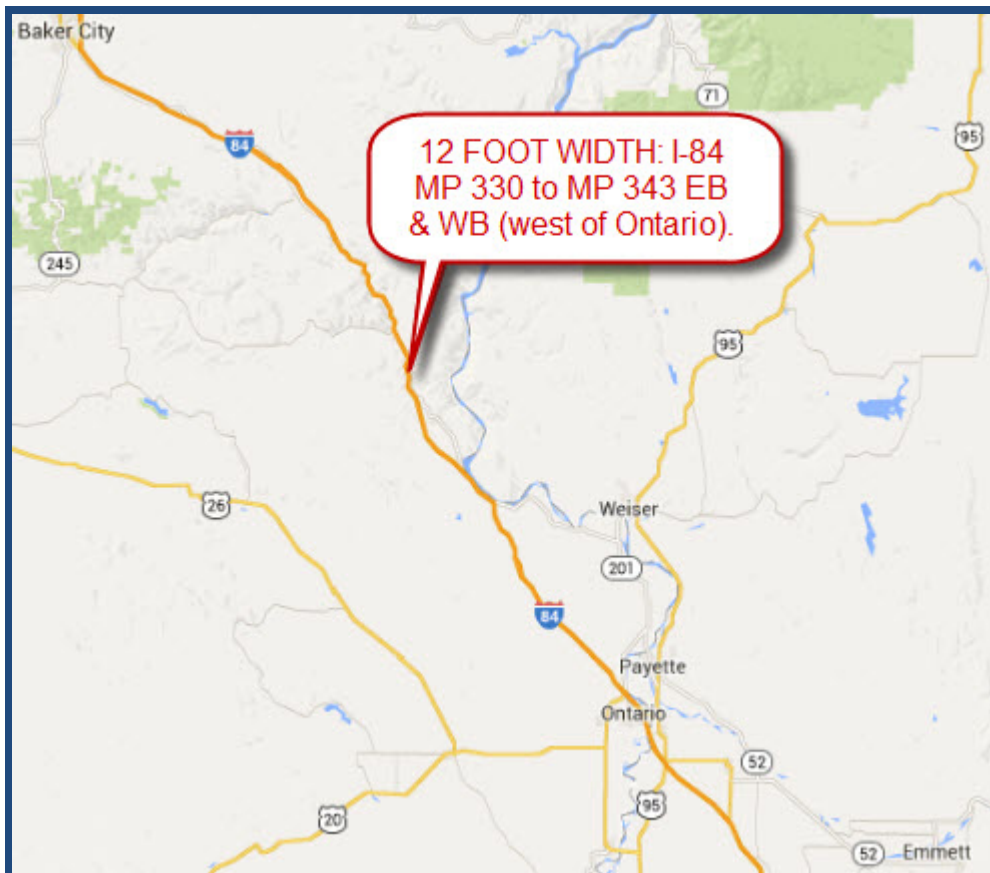 Baker City
71
95
84
12 FOOT WIDTH: I-84
MP 330 to MP 343 EB
& WB (west of Ontario).
245
95
26
Weiser
201
84
Payette
Ontario
52
95
20
52
Emmett